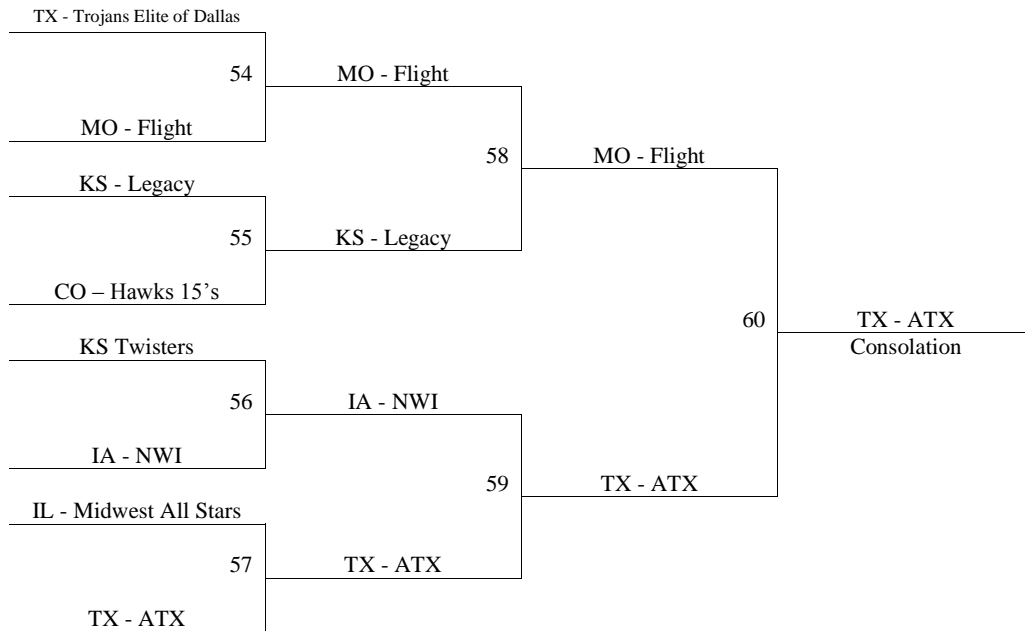 TX - Trojans Elite of Dallas
54
MO - Flight
MO - Flight
58
MO - Flight
KS - Legacy
55
KS - Legacy
CO – Hawks 15’s
60
TX - ATX
Consolation
KS Twisters
56
IA - NWI
IA - NWI
59
TX - ATX
IL - Midwest All Stars
57
TX - ATX
TX - ATX